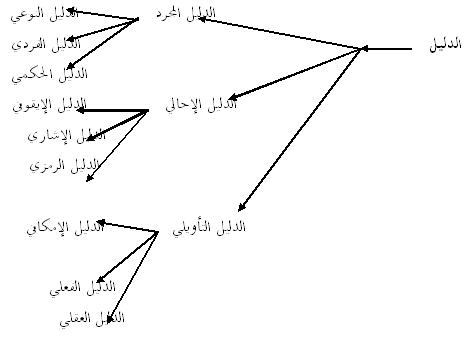 الدليل
الدليل المجرد
الدليل النوعي
الدليل الفردي
الدليل الحكمي
الدليل الإحالي
الدليل الإيقوني
الدليل الإشاري
الدليل الرمزي
الدليل التأويلي
الدليل الإمكاني
الدليل الفعلي
الدليل العقلي